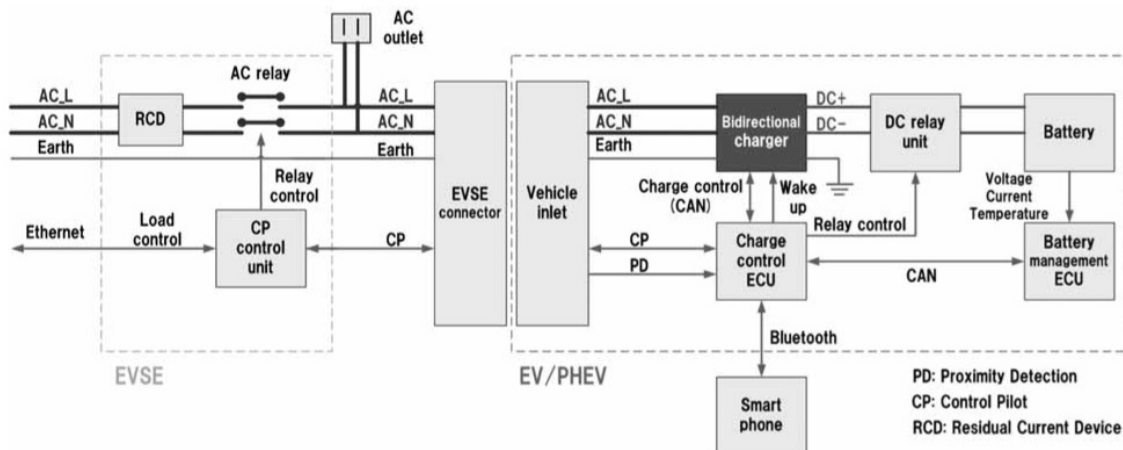 AC
outlet
AC relay
AC_L
AC_N
Earth
RCD
AC_L
AC_N
Earth
Relay
control
Ethernet
Load
control
CP
control
unit
CP
EVSE
connector
EVSE
Vehicle
inlet
AC_L
AC_N
Earth
Bidirectional
charger
DC+
DC-
DC relay
unit
Battery
Charge control
(CAN)
Wake
up
Voltage
Current
Temperature
Relay control
CP
PD
Charge
control
ECU
CAN
Battery
management
ECU
Bluetooth
EV/PHEV
Smart
phone
PD: Proximity Detection
CP: Control Pilot
RCD: Residual Current Device